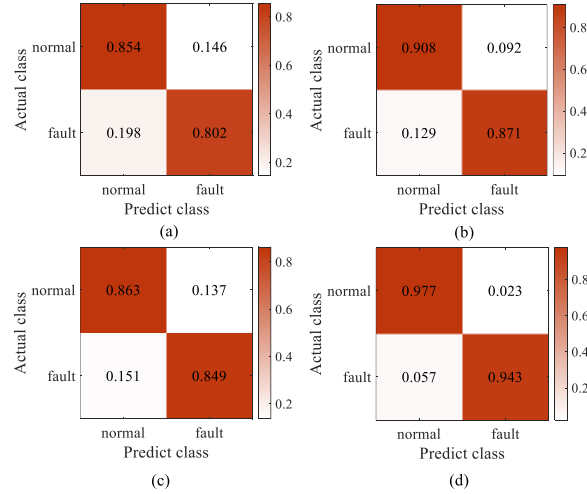 Actual class
normal
0.854
0.146
fault
0.198
0.802
normal
fault
Predict class
(a)
0.8
0.6
0.4
0.2
Actual class
normal
0.908
0.092
fault
0.129
0.871
normal
fault
Predict class
(b)
0.8
0.6
0.4
0.2
Actual class
normal
0.863
0.137
fault
0.151
0.849
normal
fault
Predict class
(c)
0.8
0.6
0.4
0.2
Actual class
normal
0.977
0.023
fault
0.057
0.943
normal
fault
Predict class
(d)
0.8
0.6
0.4
0.2